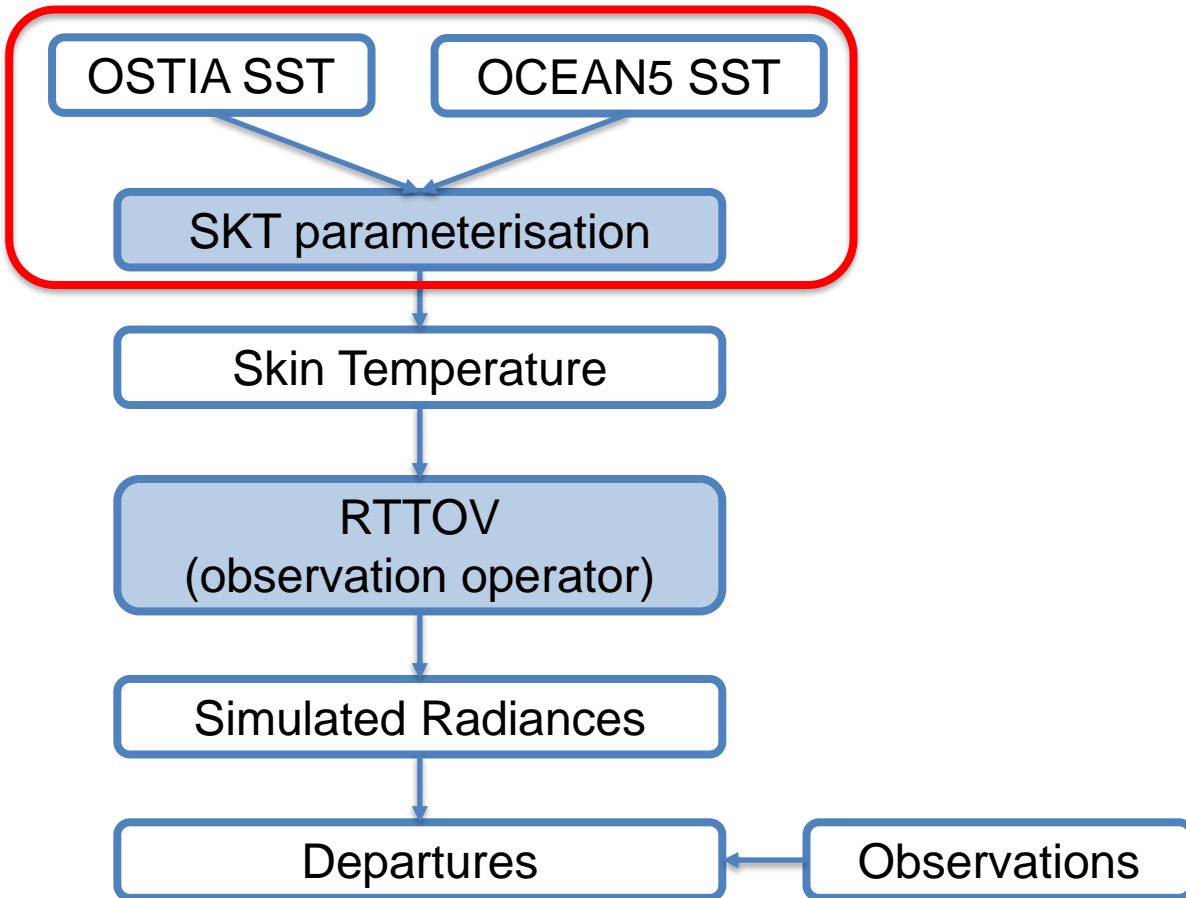 OSTIA SST
OCEAN5 SST
SKT parameterisation
Skin Temperature
RTTOV
(observation operator)
Simulated Radiances
Departures
Observations